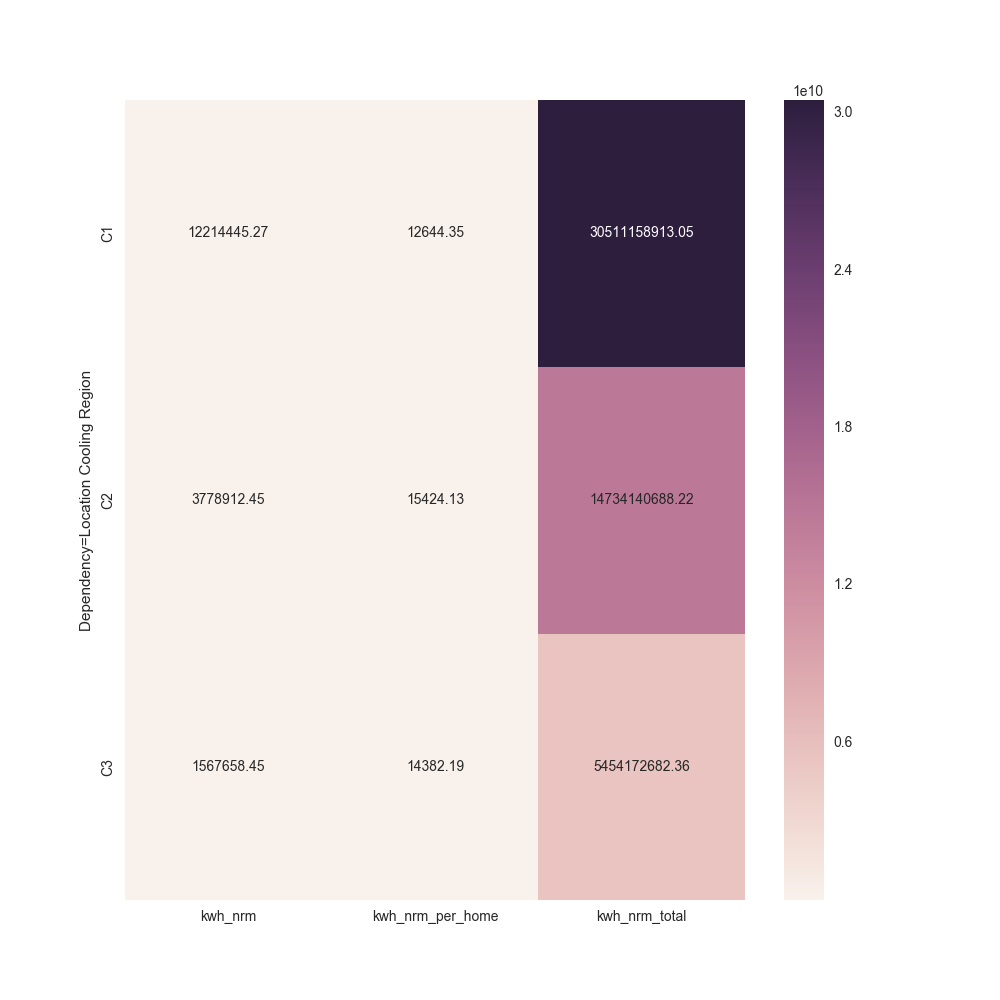 1e10
3.0
2.4
1.8
1.2
0.6
Dependency=Location Cooling Region
C1
12214445.27 12644.35 30511158913.05
C2
3778912.45 15424.13 14734140688.22
C3
1567658.45 14382.19 5454172682.36
kwh_nrm kwh_nrm_per_home kwh_nrm_total